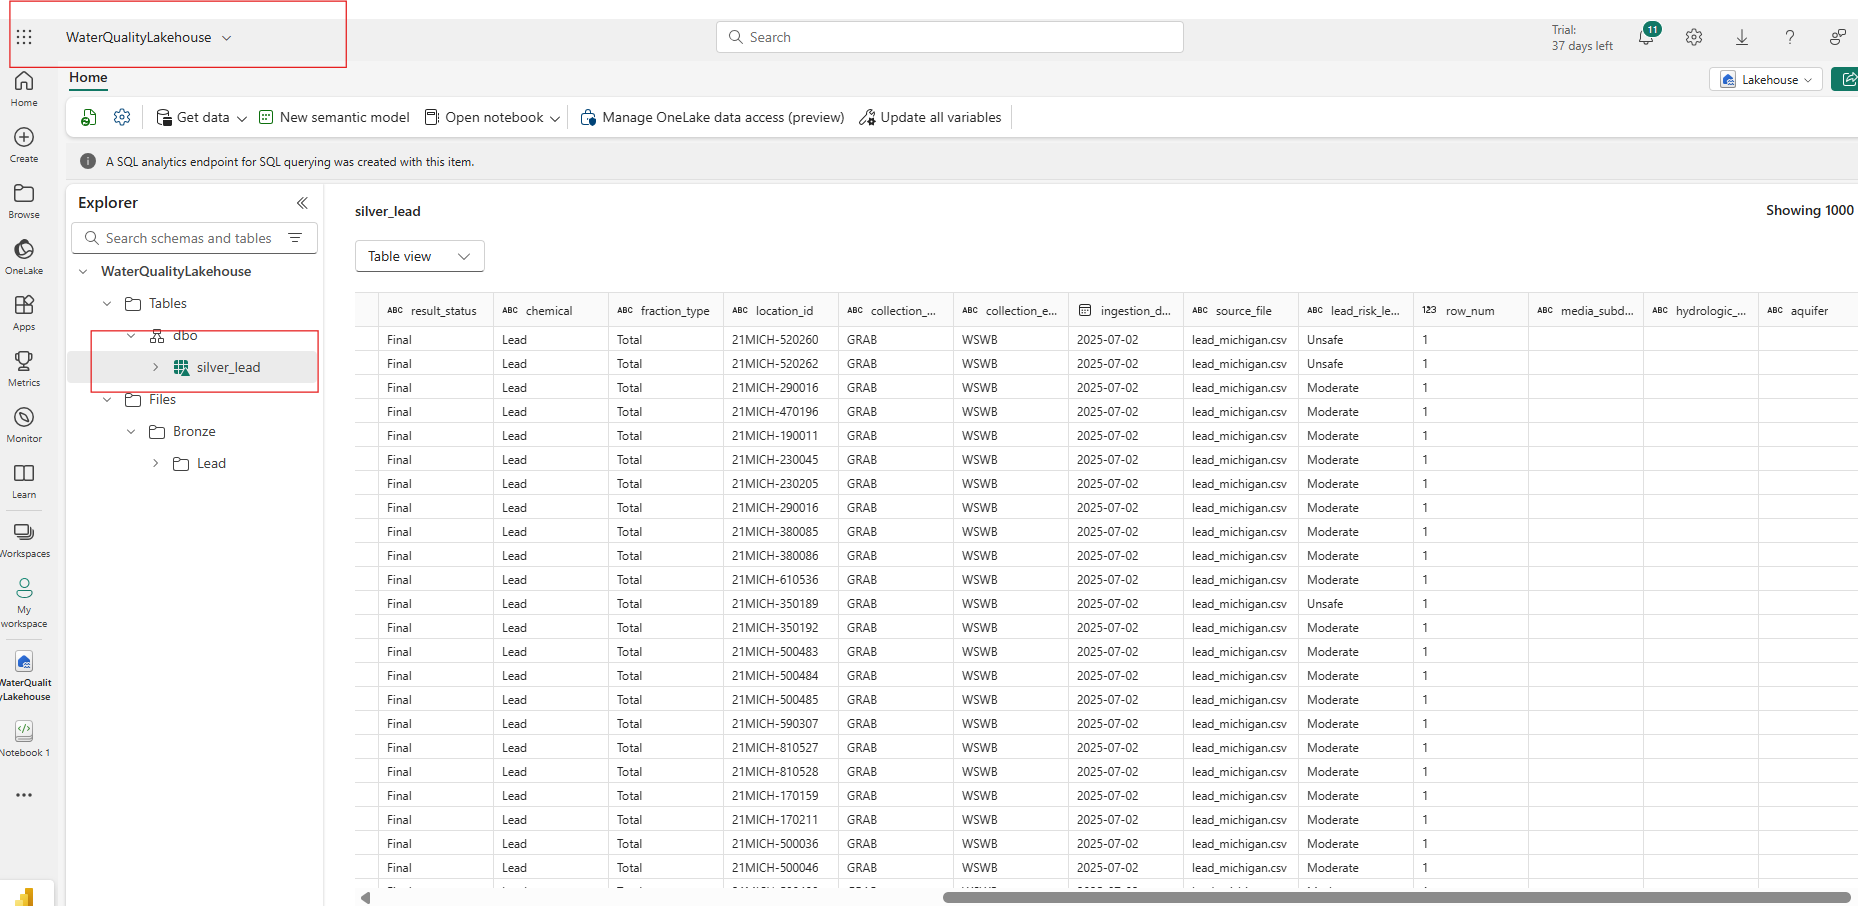 WaterQualityLakehouse
Search
Trial:
37 days left
11
Home
Lakehouse
Get data
New semantic model
Open notebook
Manage OneLake data access (preview)
Update all variables
A SQL analytics endpoint for SQL querying was created with this item.
Home
Create
Browse
OneLake
Apps
Metrics
Monitor
Learn
Workspaces
My
workspace
WaterQualit
yLakehouse
Notebook 1
Explorer
Search schemas and tables
WaterQualityLakehouse
Tables
dbo
silver_lead
Files
Bronze
Lead
silver_lead
Showing 1000
Table view
ABC result_status ABC chemical ABC fraction_type ABC location_id ABC collection_... ABC collection_e... ingestion_d... ABC source_file ABC lead_risk_le... 123 row_num ABC media_subd... ABC hydrologic_... ABC aquifer
Final Lead Total 21MICH-520260 GRAB WSWB 2025-07-02 lead_michigan.csv Unsafe 1
Final Lead Total 21MICH-520262 GRAB WSWB 2025-07-02 lead_michigan.csv Unsafe 1
Final Lead Total 21MICH-290016 GRAB WSWB 2025-07-02 lead_michigan.csv Moderate 1
Final Lead Total 21MICH-470196 GRAB WSWB 2025-07-02 lead_michigan.csv Moderate 1
Final Lead Total 21MICH-190011 GRAB WSWB 2025-07-02 lead_michigan.csv Moderate 1
Final Lead Total 21MICH-230045 GRAB WSWB 2025-07-02 lead_michigan.csv Moderate 1
Final Lead Total 21MICH-230205 GRAB WSWB 2025-07-02 lead_michigan.csv Moderate 1
Final Lead Total 21MICH-290016 GRAB WSWB 2025-07-02 lead_michigan.csv Moderate 1
Final Lead Total 21MICH-380085 GRAB WSWB 2025-07-02 lead_michigan.csv Moderate 1
Final Lead Total 21MICH-380086 GRAB WSWB 2025-07-02 lead_michigan.csv Moderate 1
Final Lead Total 21MICH-610536 GRAB WSWB 2025-07-02 lead_michigan.csv Moderate 1
Final Lead Total 21MICH-350189 GRAB WSWB 2025-07-02 lead_michigan.csv Unsafe 1
Final Lead Total 21MICH-350192 GRAB WSWB 2025-07-02 lead_michigan.csv Moderate 1
Final Lead Total 21MICH-500483 GRAB WSWB 2025-07-02 lead_michigan.csv Moderate 1
Final Lead Total 21MICH-500484 GRAB WSWB 2025-07-02 lead_michigan.csv Moderate 1
Final Lead Total 21MICH-500485 GRAB WSWB 2025-07-02 lead_michigan.csv Moderate 1
Final Lead Total 21MICH-590307 GRAB WSWB 2025-07-02 lead_michigan.csv Moderate 1
Final Lead Total 21MICH-810527 GRAB WSWB 2025-07-02 lead_michigan.csv Moderate 1
Final Lead Total 21MICH-810528 GRAB WSWB 2025-07-02 lead_michigan.csv Moderate 1
Final Lead Total 21MICH-170159 GRAB WSWB 2025-07-02 lead_michigan.csv Moderate 1
Final Lead Total 21MICH-170211 GRAB WSWB 2025-07-02 lead_michigan.csv Moderate 1
Final Lead Total 21MICH-500036 GRAB WSWB 2025-07-02 lead_michigan.csv Moderate 1
Final Lead Total 21MICH-500046 GRAB WSWB 2025-07-02 lead_michigan.csv Moderate 1